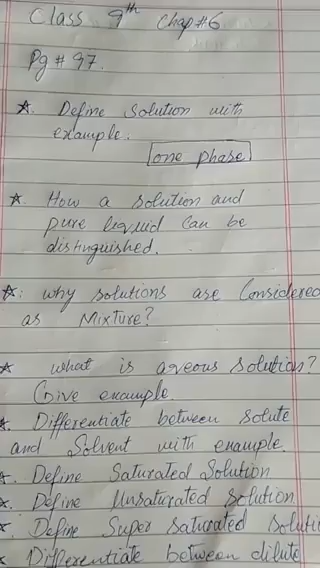 Class 9th Chap#6
Pg # 97.
☆. Define Solution with
example.
one phase
☆. How a solution and
pure liquid can be
distinguished.
☆: why solutions are Considered
as Mixture?
☆ what is aqeous solution?
Give example.
☆. Differentiate between Solute
and Solvent with example.
☆. Define Saturated Solution
☆. Define Unsaturated Solution
☆. Define Super saturated Soluti
☆ Differentiate between dilute